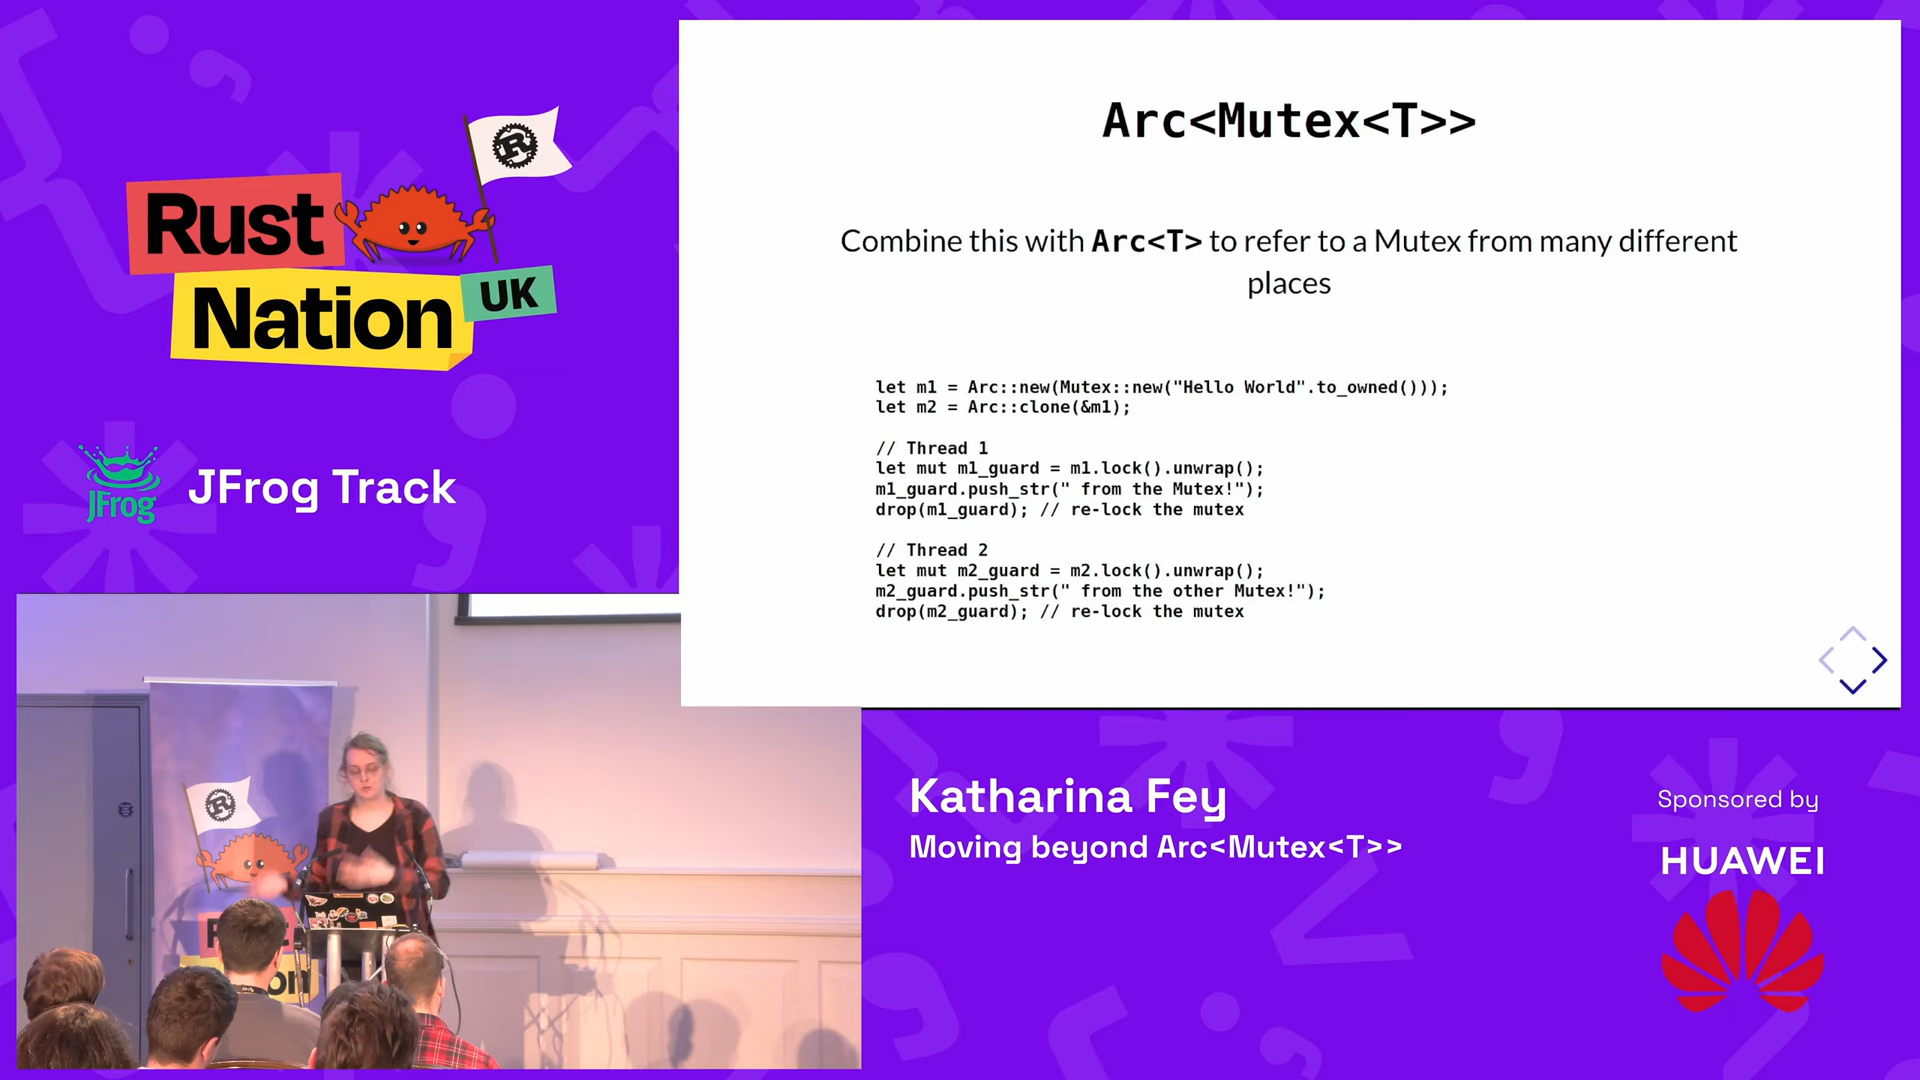 Rust
Nation
UK
JFrog
JFrog Track
Arc<Mutex<T>>
Combine this with Arc<T> to refer to a Mutex from many different
places
let m1 = Arc::new(Mutex::new("Hello World".to_owned()));
let m2 = Arc::clone(&m1);
// Thread 1
let mut m1_guard = m1.lock().unwrap();
m1_guard.push_str(" from the Mutex!");
drop(m1_guard); // re-lock the mutex
// Thread 2
let mut m2_guard = m2.lock().unwrap();
m2_guard.push_str(" from the other Mutex!");
drop(m2_guard); // re-lock the mutex
Katharina Fey
Moving beyond Arc<Mutex<T>>
Sponsored by
HUAWEI